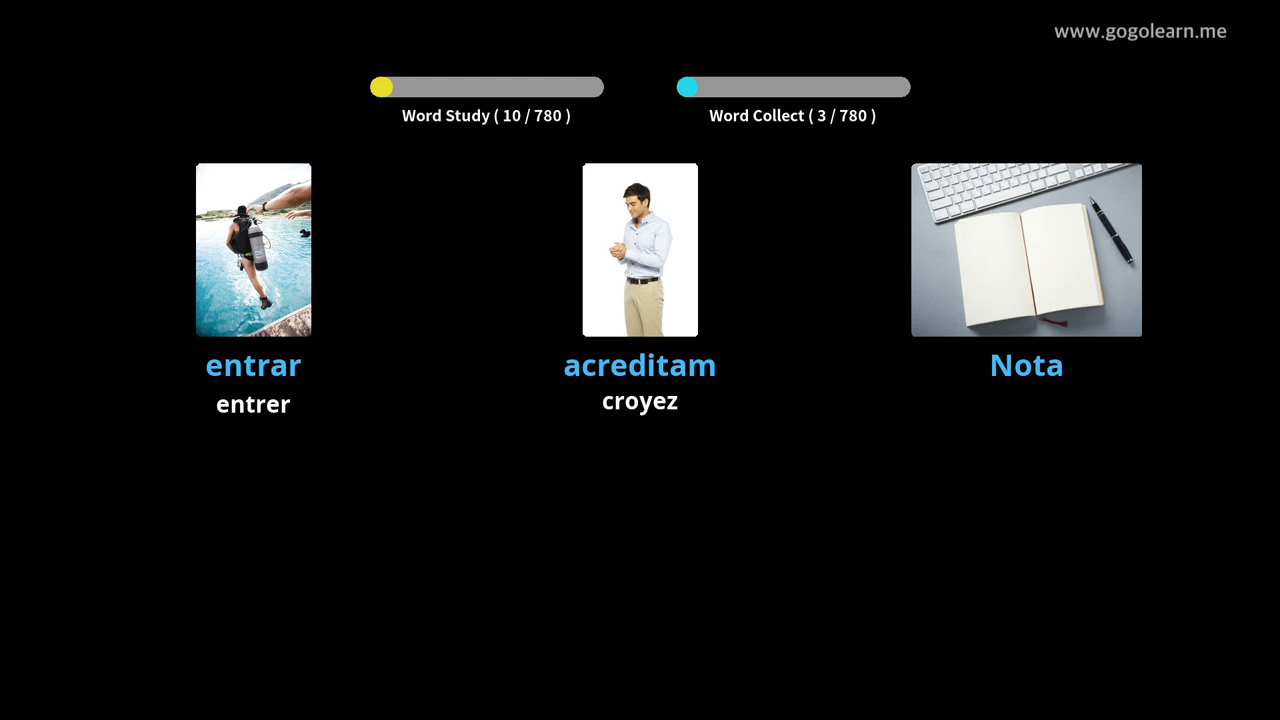 www.gogolearn.me
Word Study ( 10 / 780 )
Word Collect ( 3 / 780 )
entrar
entrer
acreditam
croyez
Nota